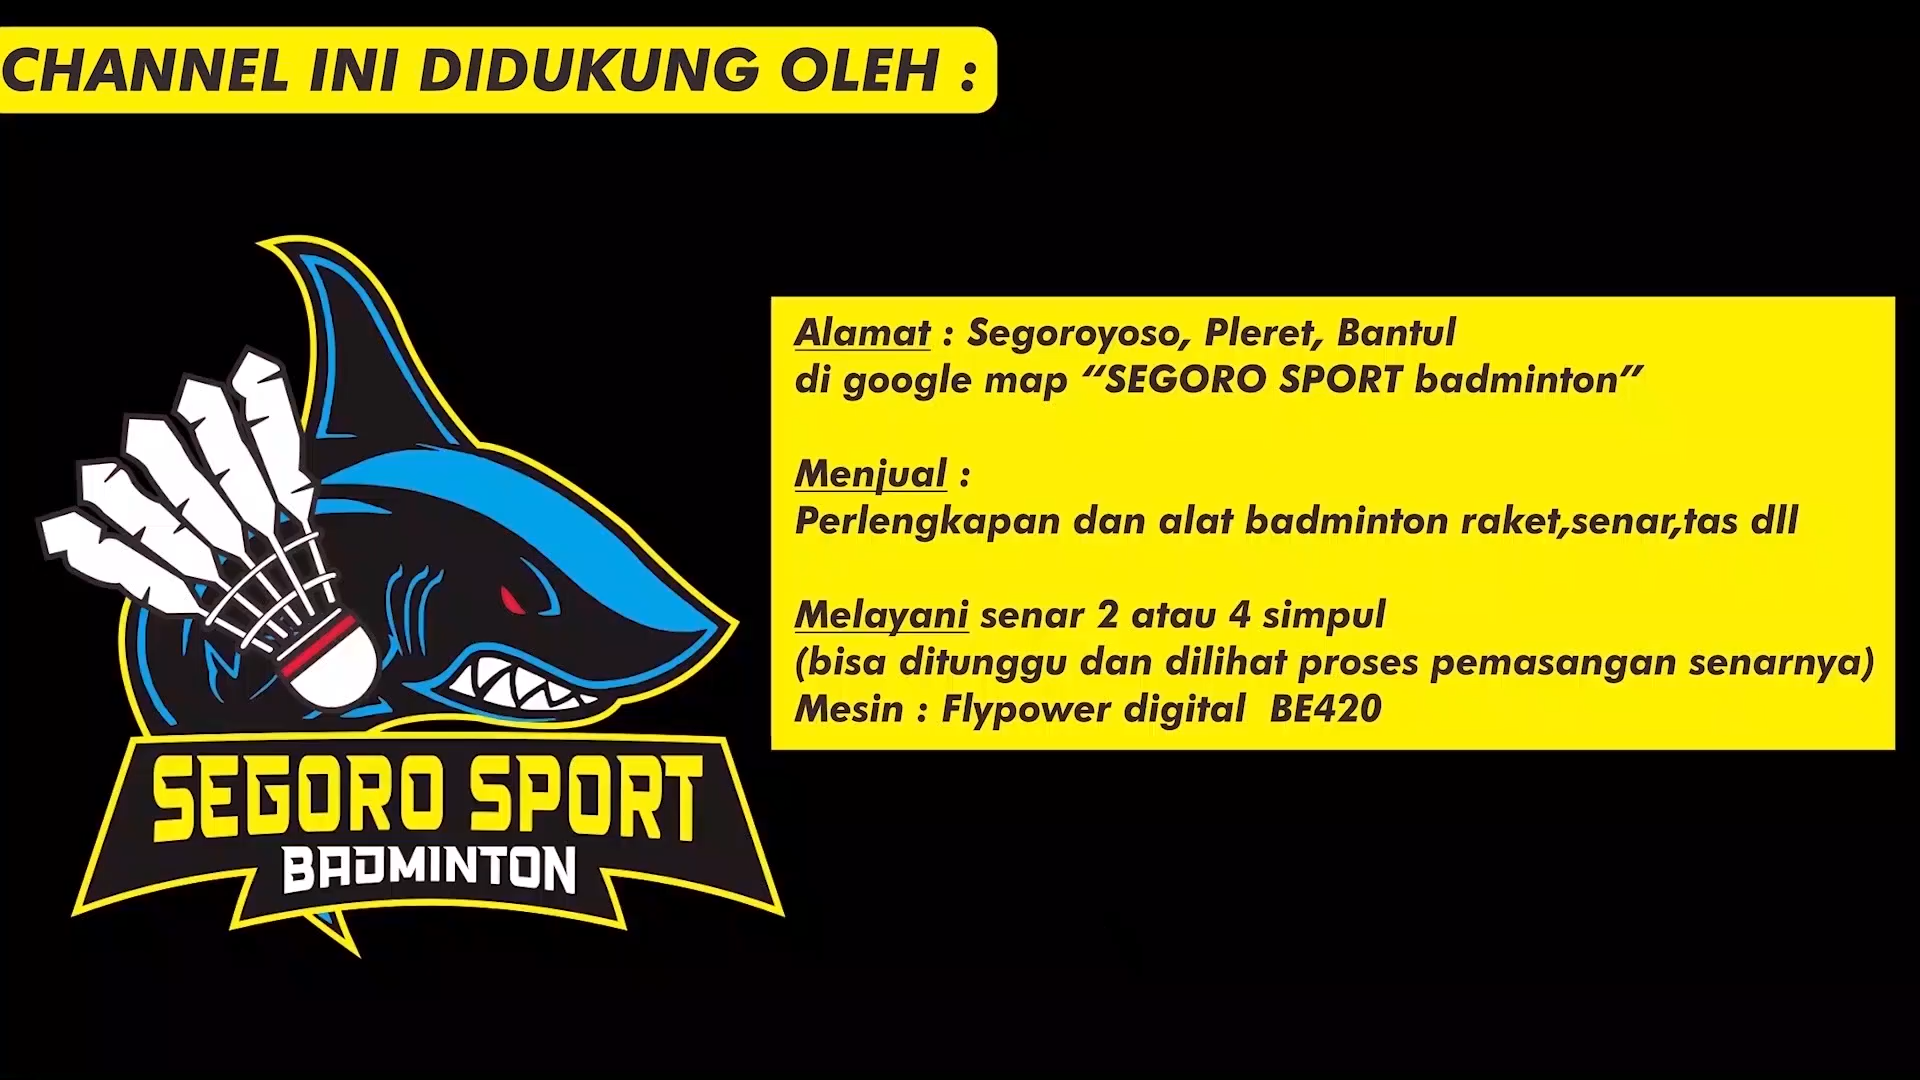 CHANNEL INI DIDUKUNG OLEH :
Alamat : Segoroyoso, Pleret, Bantul
di google map “SEGORO SPORT badminton”
Menjual :
Perlengkapan dan alat badminton raket,senar,tas dll
Melayani senar 2 atau 4 simpul
(bisa ditunggu dan dilihat proses pemasangan senarnya)
Mesin : Flypower digital BE420
SEGORO SPORT
BADMINTON